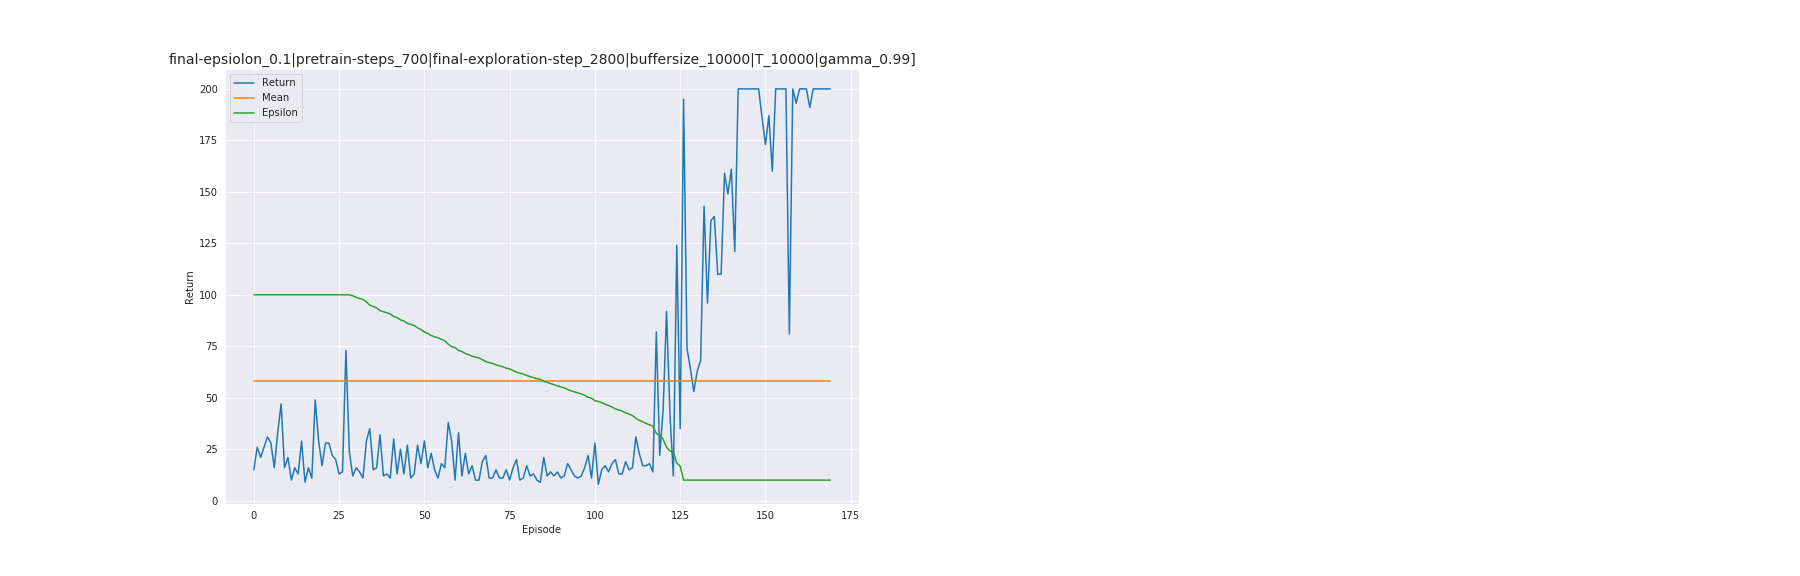 final-epsiolon_0.1|pretrain-steps_700|final-exploration-step_2800|buffersize_10000|T_10000|gamma_0.99]
Return
Mean
Epsilon
200
175
150
125
100
75
50
25
0
Return
0 25 50 75 100 125 150 175
Episode